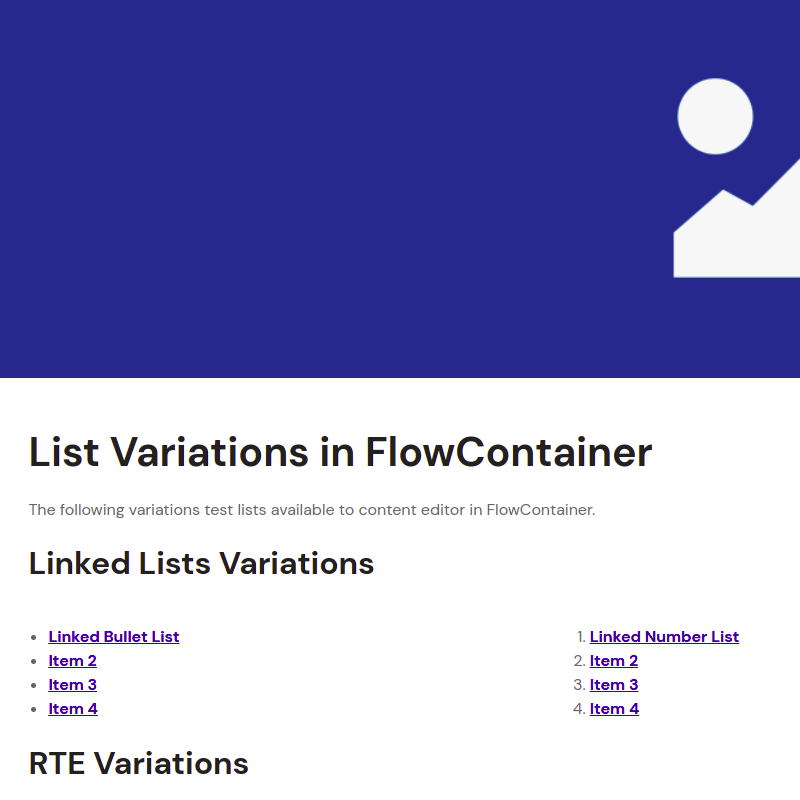 List Variations in FlowContainer
The following variations test lists available to content editor in FlowContainer.
Linked Lists Variations
• Linked Bullet List
• Item 2
• Item 3
• Item 4
1. Linked Number List
2. Item 2
3. Item 3
4. Item 4
RTE Variations